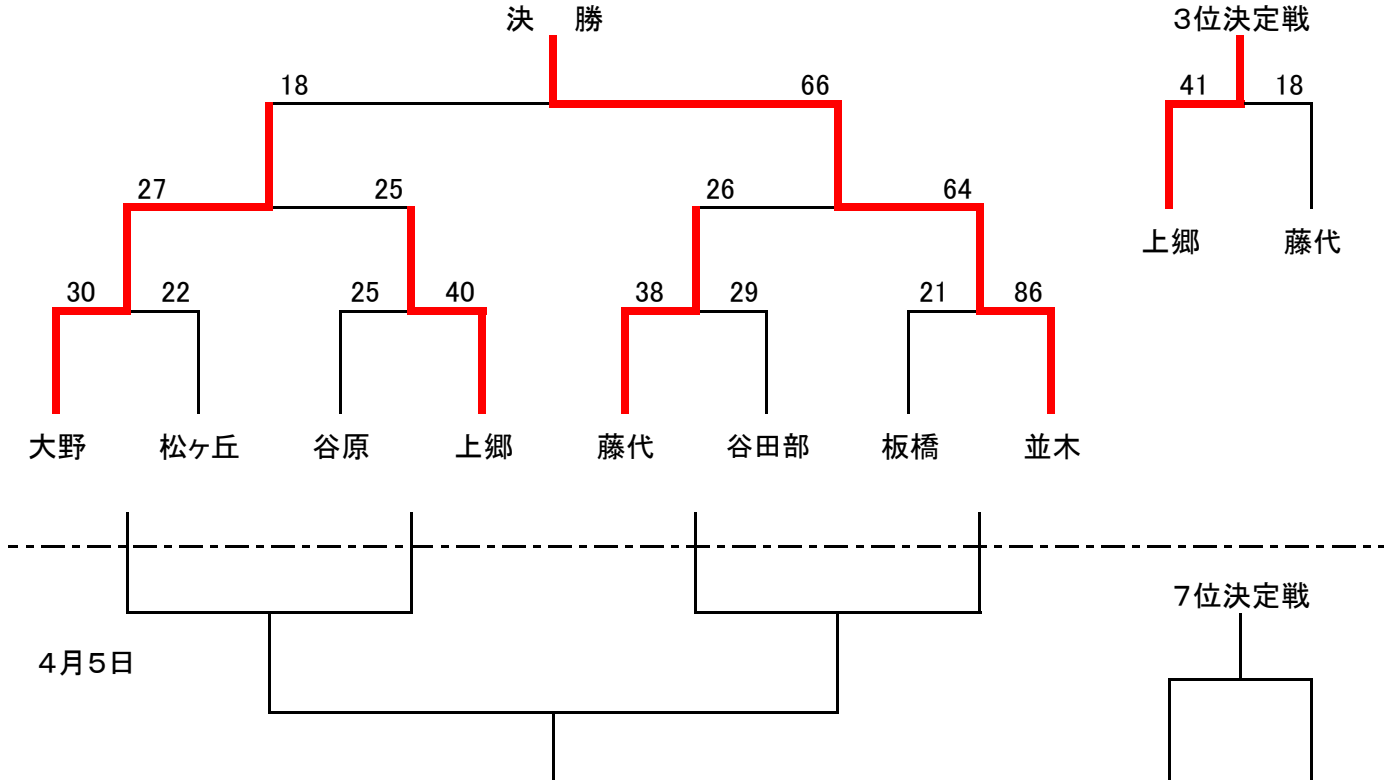 決 勝
3位決定戦
18 66
41 18
27 25 26 64
上郷 藤代
30 22 25 40 38 29 21 86
大野 松ヶ丘 谷原 上郷 藤代 谷田部 板橋 並木
7位決定戦
4月5日